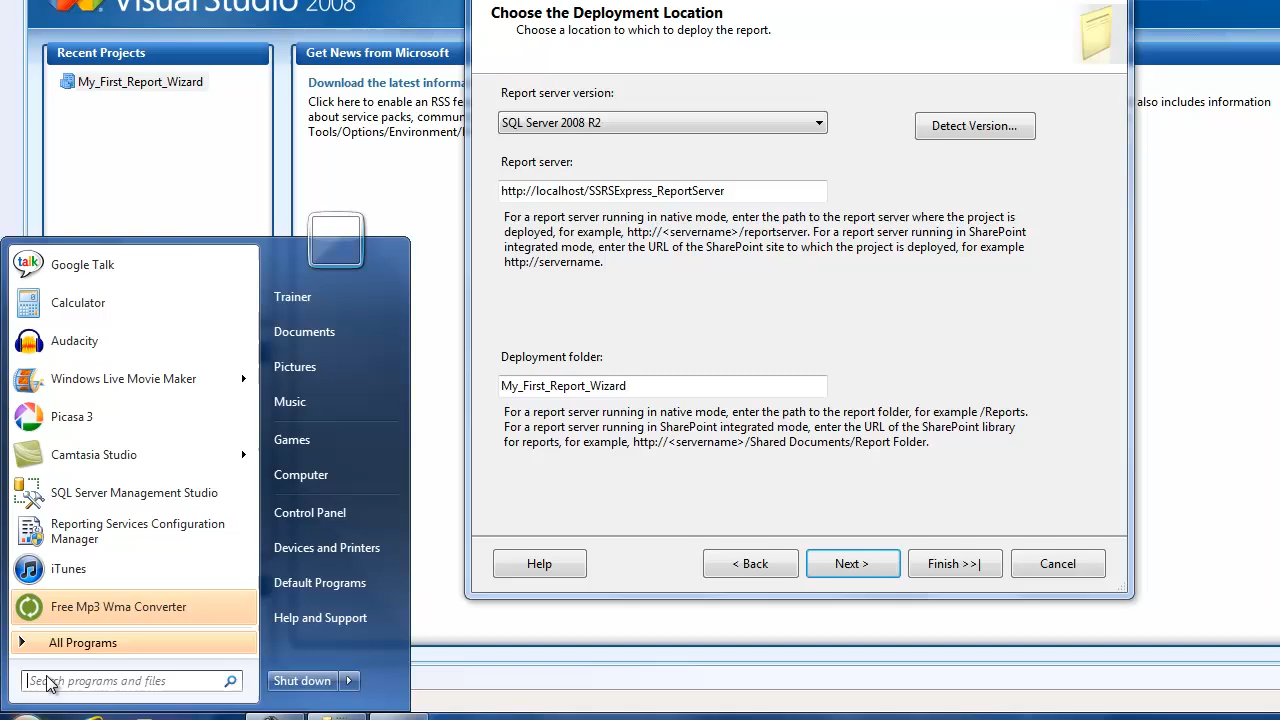 Visual Studio 2008
Recent Projects
My_First_Report_Wizard
Get News from Microsoft
Download the latest informa
Click here to enable an RSS fe
about service packs, commun
Tools/Options/Environment/
also includes information
Choose the Deployment Location
Choose a location to which to deploy the report.
Report server version:
SQL Server 2008 R2
Detect Version...
Report server:
http://localhost/SSRSExpress_ReportServer
For a report server running in native mode, enter the path to the report server where the project is
deployed, for example, http://<servername>/reportserver. For a report server running in SharePoint
integrated mode, enter the URL of the SharePoint site to which the project is deployed, for example
http://servername.
Deployment folder:
My_First_Report_Wizard
For a report server running in native mode, enter the path to the report folder, for example /Reports.
For a report server running in SharePoint integrated mode, enter the URL of the SharePoint library
for reports, for example, http://<servername>/Shared Documents/Report Folder.
Help
< Back
Next >
Finish >>|
Cancel
talk
Google Talk
Calculator
Audacity
Windows Live Movie Maker
Picasa 3
Camtasia Studio
SQL Server Management Studio
Reporting Services Configuration
Manager
iTunes
Free Mp3 Wma Converter
All Programs
Search programs and files
Trainer
Documents
Pictures
Music
Games
Computer
Control Panel
Devices and Printers
Default Programs
Help and Support
Shut down